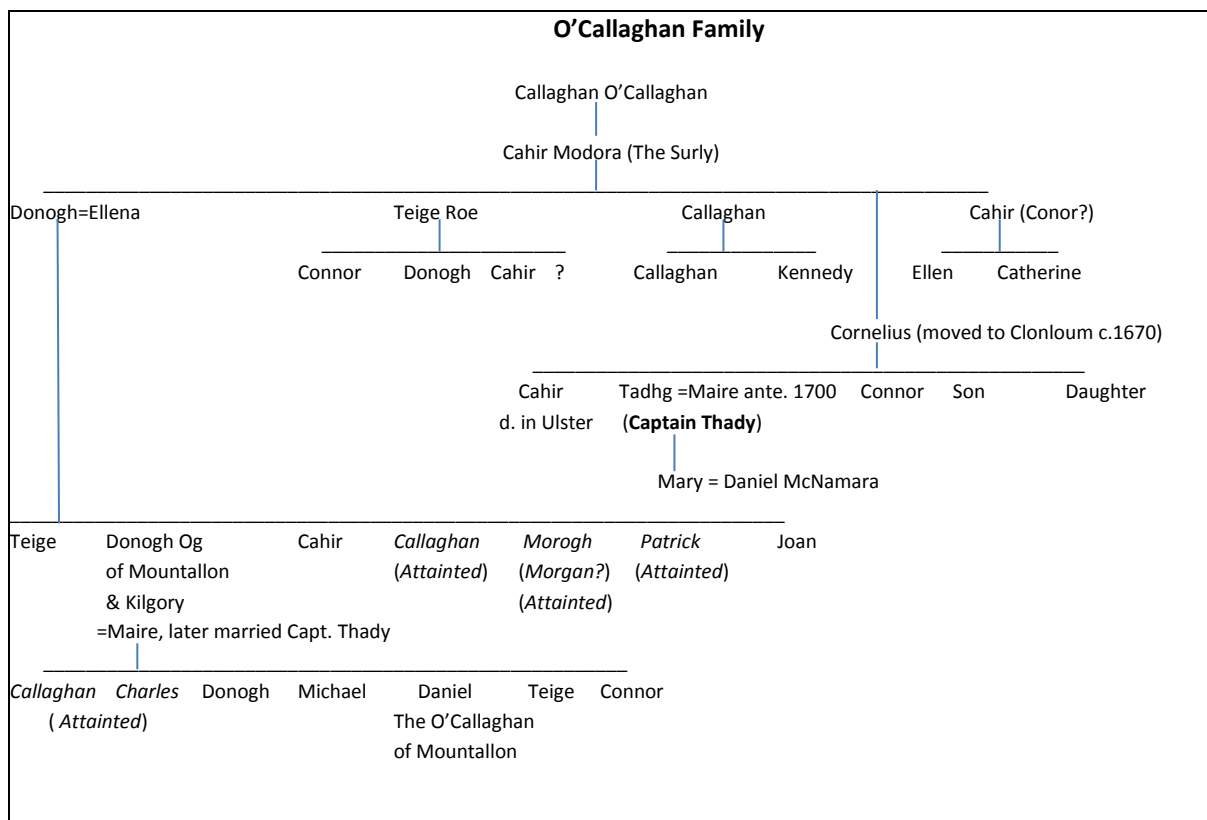 O'Callaghan Family
Callaghan O'Callaghan
Cahir Modora (The Surly)
Donogh=Ellena Teige Roe Callaghan Cahir (Conor?)
Connor Donogh Cahir ? Callaghan Kennedy Ellen Catherine
Cornelius (moved to Clonloum c.1670)
Cahir Tadhg =Maire ante. 1700 Connor Son Daughter
d. in Ulster (Captain Thady)
Mary = Daniel McNamara
Teige Donogh Og Cahir Callaghan Morogh Patrick Joan
of Mountallon (Attainted) (Morgan?) (Attainted)
& Kilgory (Attainted)
=Maire, later married Capt. Thady
Callaghan Charles Donogh Michael Daniel Teige Connor
( Attainted) The O'Callaghan
of Mountallon